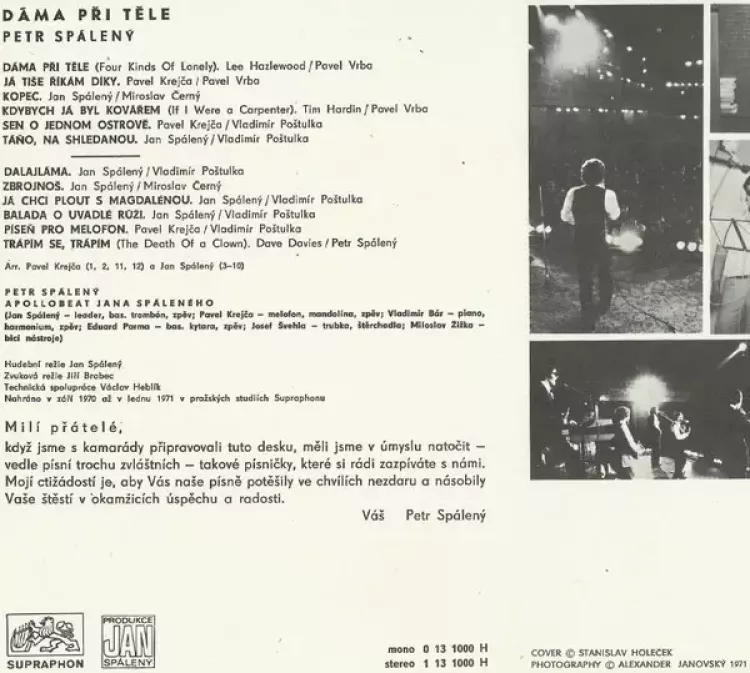 DÁMA PŘI TĚLE
PETR SPÁLENÝ
DÁMA PŘI TĚLE (Four Kinds Of Lonely). Lee Hazlewood / Pavel Vrba
JÁ TIŠE ŘÍKÁM DÍKY. Pavel Krejča / Pavel Vrba
KOPEC. Jan Spálený / Miroslav Černý
KDYBYCH JÁ BYL KOVÁŘEM (If I Were a Carpenter). Tim Hardin / Pavel Vrba
SEN O JEDNOM OSTROVĚ. Pavel Krejča / Vladimír Poštulka
TÁŇO, NA SHLEDANOU. Jan Spálený / Vladimír Poštulka
DALAJLÁMA. Jan Spálený / Vladimír Poštulka
ZBROJNOŠ. Jan Spálený / Miroslav Černý
JÁ CHCI PLOUT S MAGDALÉNOU. Jan Spálený / Vladimír Poštulka
BALADA O UVADLÉ RŮŽI. Jan Spálený / Vladimír Poštulka
PÍSEŇ PRO MELOFON. Pavel Krejča / Vladimír Poštulka
TRÁPÍM SE, TRÁPÍM (The Death Of a Clown). Dave Davies / Petr Spálený
Arr. Pavel Krejča (1, 2, 11, 12) a Jan Spálený (3–10)
PETR SPÁLENÝ
APOLLOBEAT JANA SPÁLENÉHO
(Jan Spálený – leader, bas. trombón, zpěv; Pavel Krejča – melofon, mandolína, zpěv; Vladimír Bár – piano,
harmonium, zpěv; Eduard Parma – bas. kytara, zpěv; Josef Švehla – trubka, štěrchadla; Miloslav Žižka –
bicí nástroje)
Hudební režie Jan Spálený
Zvuková režie Jiří Brabec
Technická spolupráce Václav Heblík
Nahráno v září 1970 až v lednu 1971 v pražských studiích Supraphonu
Milí přátelé,
když jsme s kamarády připravovali tuto desku, měli jsme v úmyslu natočit –
vedle písní trochu zvláštních – takové písničky, které si rádi zazpíváte s námi.
Mojí ctižádostí je, aby Vás naše písně potěšily ve chvílích nezdaru a násobily
Vaše štěstí v okamžicích úspěchu a radosti.
Váš Petr Spálený
SUPRAPHON
PRODUKCE
JAN
SPÁLENÝ
mono 0 13 1000 H
stereo 1 13 1000 H
COVER © STANISLAV HOLEČEK
PHOTOGRAPHY © ALEXANDER JANOVSKÝ 1971